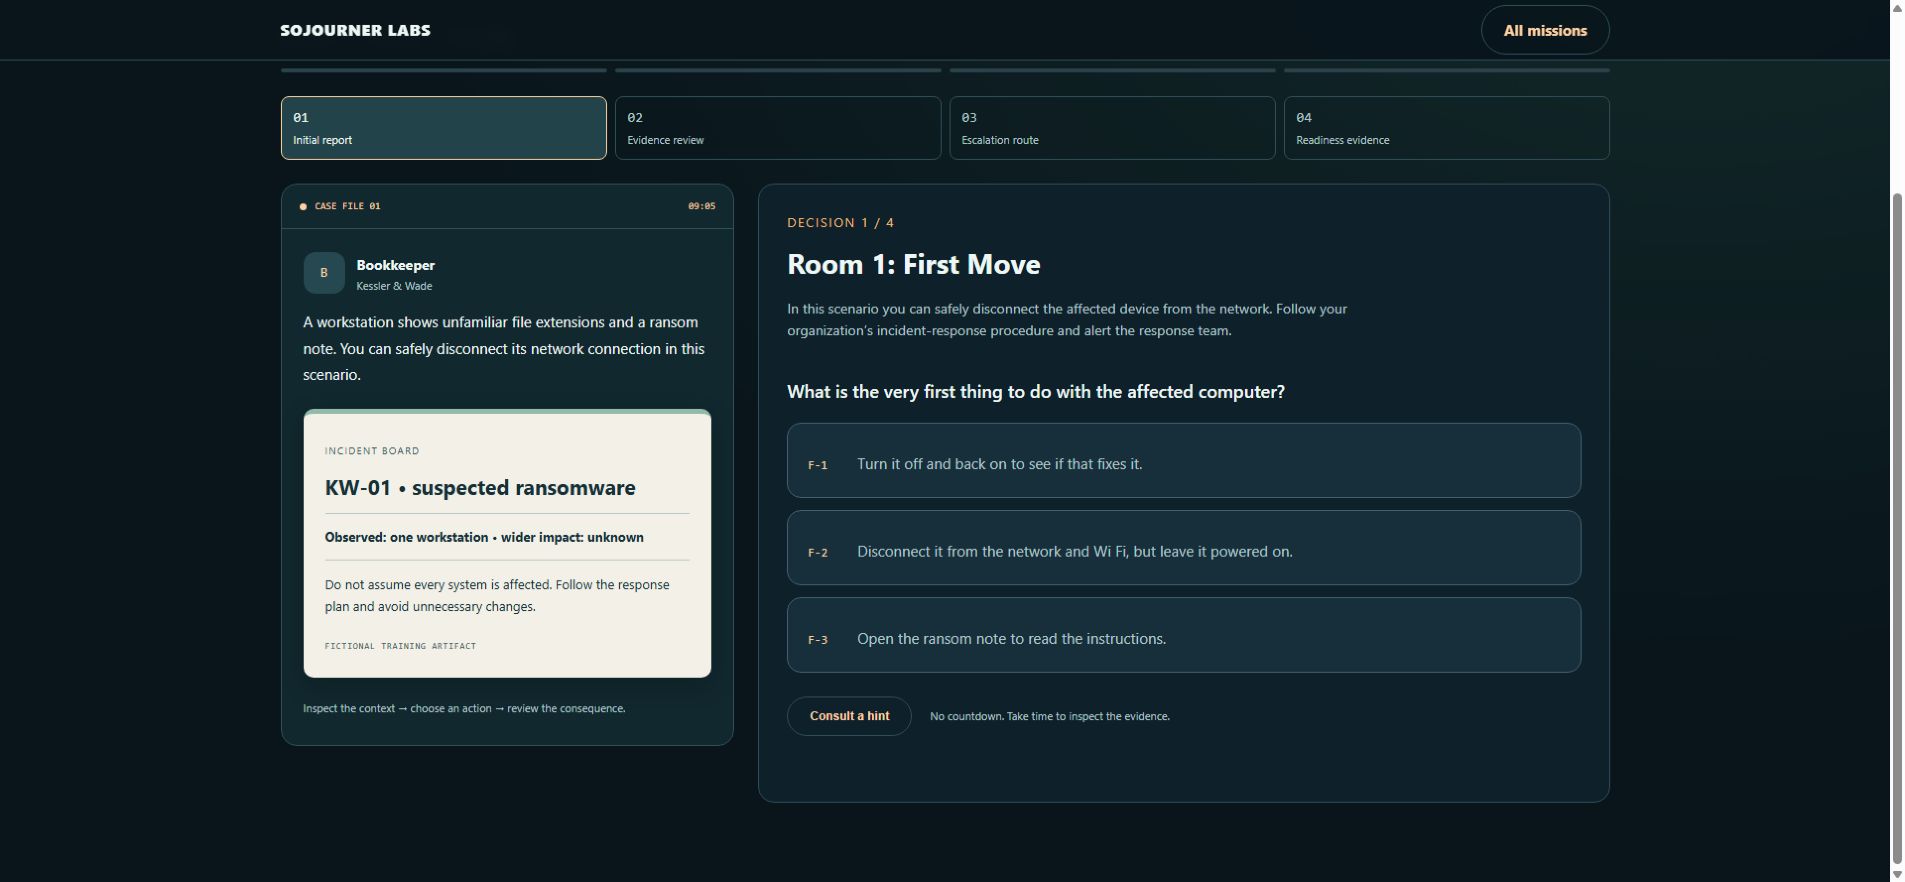 SOJOURNER LABS
All missions
01
Initial report
02
Evidence review
03
Escalation route
04
Readiness evidence
CASE FILE 01
09:05
B
Bookkeeper
Kessler & Wade
A workstation shows unfamiliar file extensions and a ransom
note. You can safely disconnect its network connection in this
scenario.
INCIDENT BOARD
KW-01 • suspected ransomware
Observed: one workstation • wider impact: unknown
Do not assume every system is affected. Follow the response
plan and avoid unnecessary changes.
FICTIONAL TRAINING ARTIFACT
Inspect the context → choose an action → review the consequence.
DECISION 1 / 4
Room 1: First Move
In this scenario you can safely disconnect the affected device from the network. Follow your
organization’s incident-response procedure and alert the response team.
What is the very first thing to do with the affected computer?
F-1 Turn it off and back on to see if that fixes it.
F-2 Disconnect it from the network and Wi Fi, but leave it powered on.
F-3 Open the ransom note to read the instructions.
Consult a hint
No countdown. Take time to inspect the evidence.